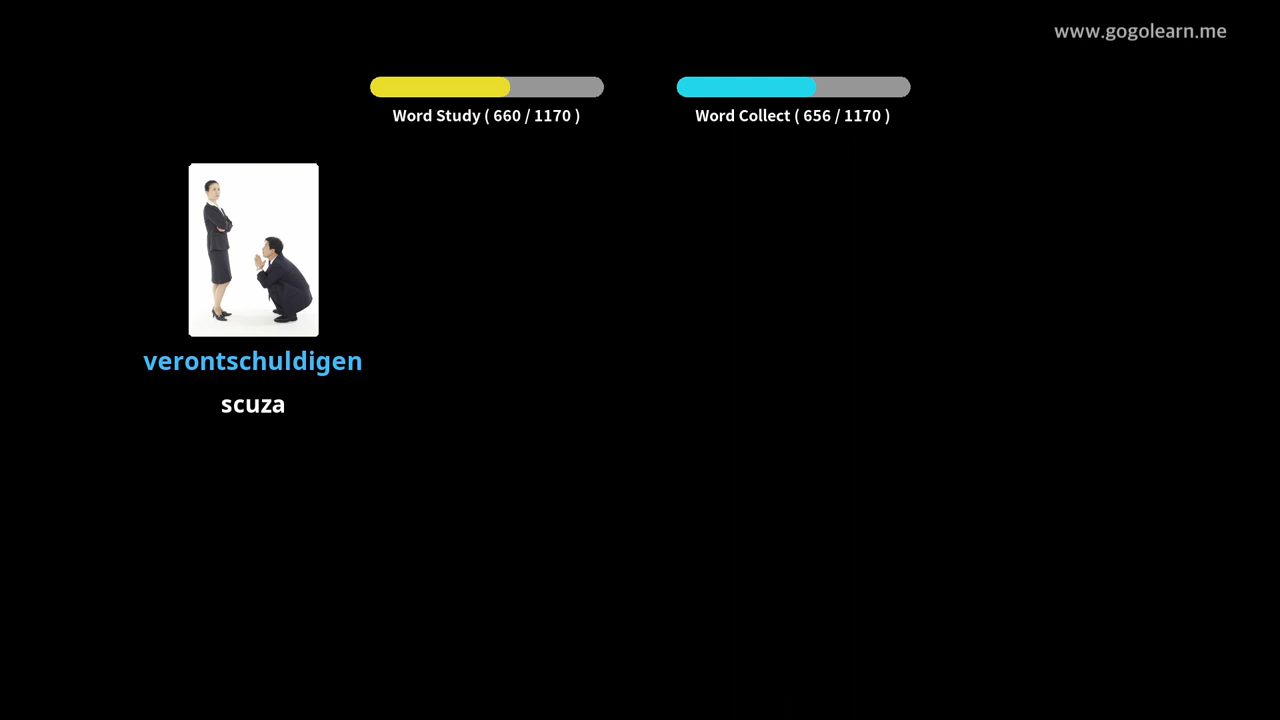 www.gogolearn.me
Word Study ( 660 / 1170 )
Word Collect ( 656 / 1170 )
verontschuldigen
scuza